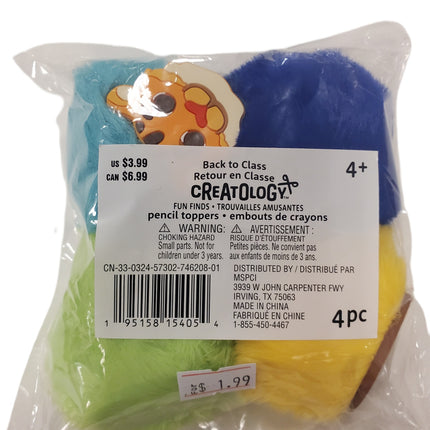 US $3.99
CAN $6.99
Back to Class
Retour en Classe
4+
CREATOLOGY™
FUN FINDS • TROUVAILLES AMUSANTES
pencil toppers • embouts de crayons
⚠ WARNING:
CHOKING HAZARD
Small parts. Not for
children under 3 years.
⚠ AVERTISSEMENT :
RISQUE D'ÉTOUFFEMENT
Petites pièces. Ne convient pas
aux enfants de moins de 3 ans.
CN-33-0324-57302-746208-01
1 95158 15405 4
DISTRIBUTED BY / DISTRIBUÉ PAR
MSPCI
3939 W JOHN CARPENTER FWY
IRVING, TX 75063
MADE IN CHINA
FABRIQUÉ EN CHINE
1-855-450-4467
4pc
$ 1.99